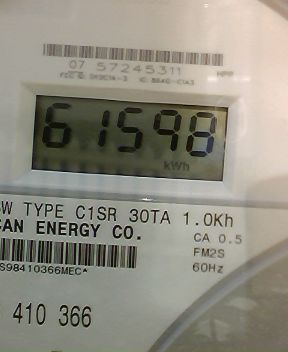 07 57245311
61598
kWh
W TYPE C1SR 30TA 1.0Kh
CAN ENERGY CO.
CA 0.5
FM2S
60Hz
S98410366MEC*
410 366